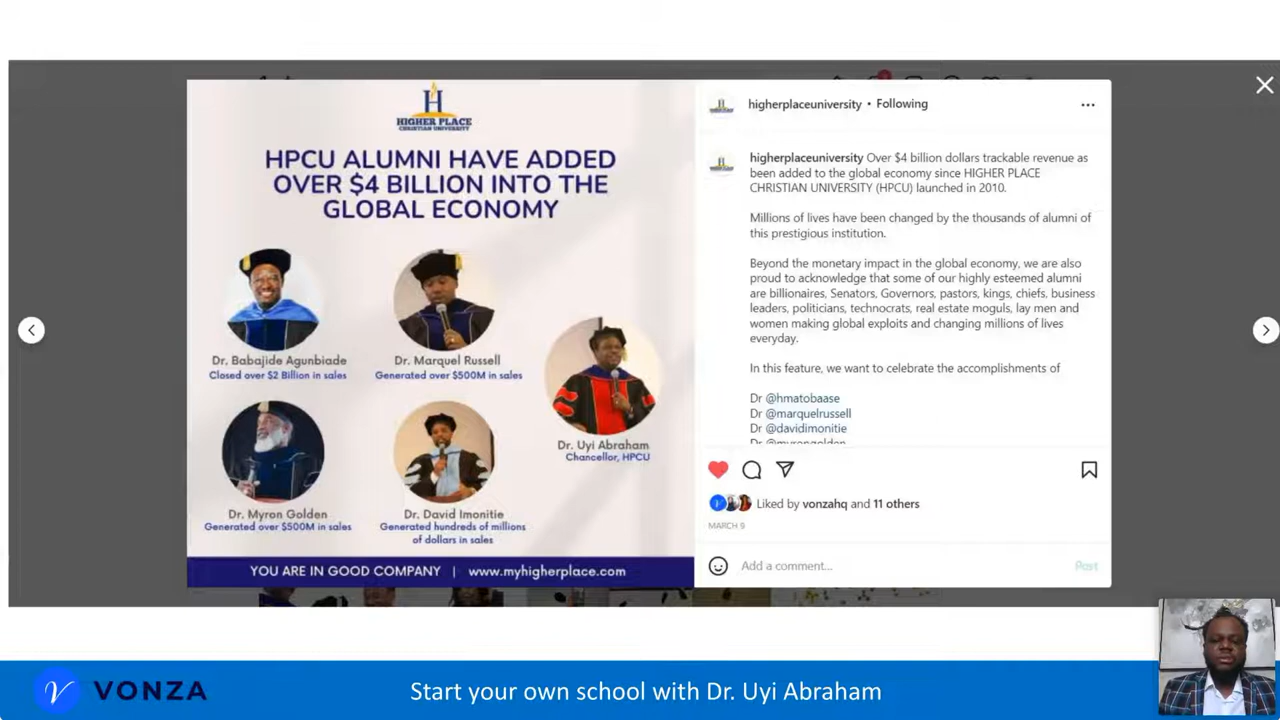 H
HIGHER PLACE
CHRISTIAN UNIVERSITY
HPCU ALUMNI HAVE ADDED
OVER $4 BILLION INTO THE
GLOBAL ECONOMY
Dr. Babajide Agunbiade
Closed over $2 Billion in sales
Dr. Marquel Russell
Generated over $500M in sales
Dr. Uyi Abraham
Chancellor, HPCU
Dr. Myron Golden
Generated over $500M in sales
Dr. David Imonitie
Generated hundreds of millions
of dollars in sales
YOU ARE IN GOOD COMPANY | www.myhigherplace.com
higherplaceuniversity • Following
higherplaceuniversity Over $4 billion dollars trackable revenue as
been added to the global economy since HIGHER PLACE
CHRISTIAN UNIVERSITY (HPCU) launched in 2010.
Millions of lives have been changed by the thousands of alumni of
this prestigious institution.
Beyond the monetary impact in the global economy, we are also
proud to acknowledge that some of our highly esteemed alumni
are billionaires, Senators, Governors, pastors, kings, chiefs, business
leaders, politicians, technocrats, real estate moguls, lay men and
women making global exploits and changing millions of lives
everyday.
In this feature, we want to celebrate the accomplishments of
Dr @hmatobaase
Dr @marquelrussell
Dr @davidimonitie
Dr @myrongolden
Liked by vonzahq and 11 others
MARCH 9
Add a comment...
Post
V VONZA
Start your own school with Dr. Uyi Abraham